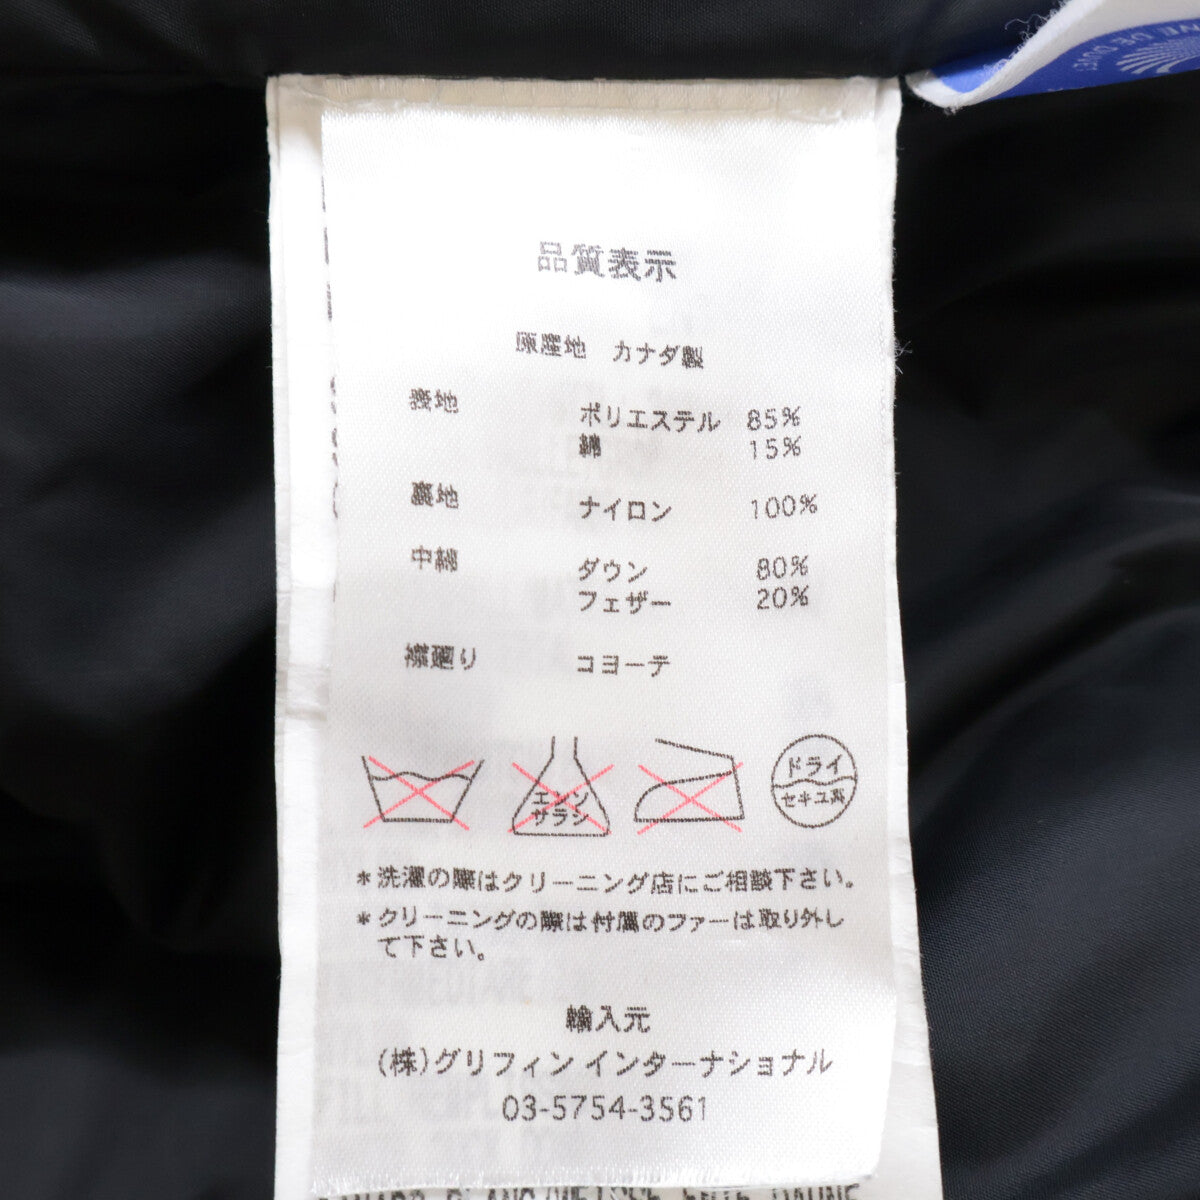 NE DE DUVET
品質表示
原産地 カナダ製
表地 ポリエステル 85%
綿 15%
裏地 ナイロン 100%
中綿 ダウン 80%
フェザー 20%
襟廻り コヨーテ
エンソ
サラシ
ドライ
セキユ系
*洗濯の際はクリーニング店にご相談下さい。
*クリーニングの際は付属のファーは取り外し
て下さい。
輸入元
(株)グリフィン インターナショナル
03-5754-3561